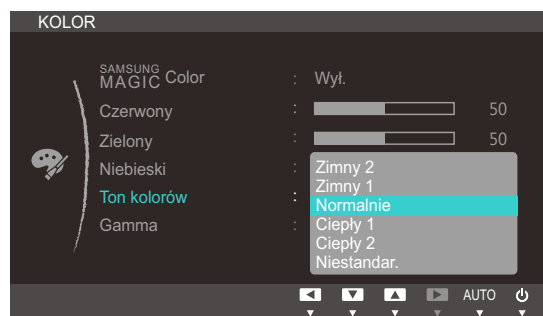 KOLOR
SAMSUNG MAGIC Color : Wył.
Czerwony : 50
Zielony : 50
Niebieski :
Ton kolorów :
Gamma :
Zimny 2
Zimny 1
Normalnie
Ciepły 1
Ciepły 2
Niestandar.
AUTO